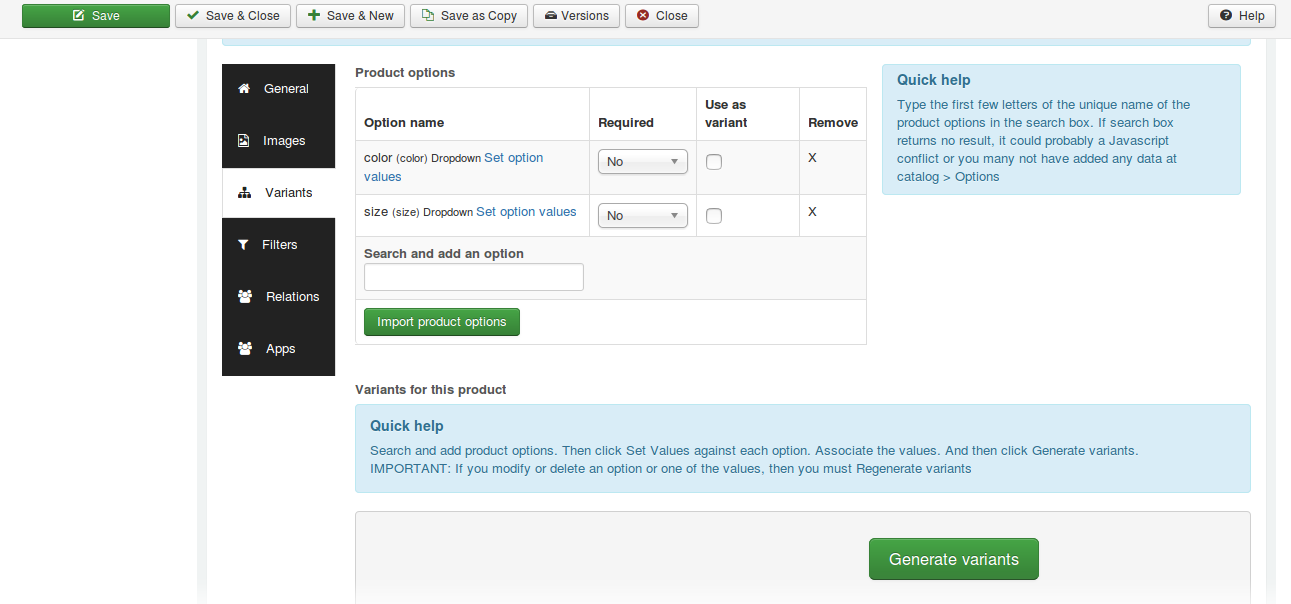 Save
Save & Close
Save & New
Save as Copy
Versions
Close
Help
General
Images
Variants
Filters
Relations
Apps
Product options
Option name
Required
Use as
variant
Remove
color (color) Dropdown Set option
values
No
X
size (size) Dropdown Set option values
No
X
Search and add an option
Import product options
Quick help
Type the first few letters of the unique name of the
product options in the search box. If search box
returns no result, it could probably a Javascript
conflict or you many not have added any data at
catalog > Options
Variants for this product
Quick help
Search and add product options. Then click Set Values against each option. Associate the values. And then click Generate variants.
IMPORTANT: If you modify or delete an option or one of the values, then you must Regenerate variants
Generate variants